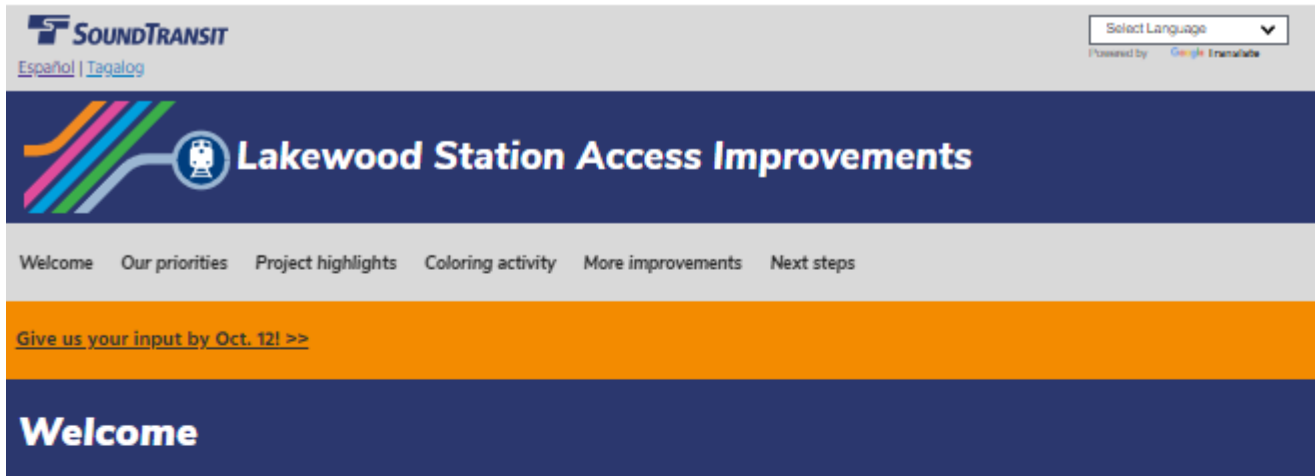 SOUNDTRANSIT
Español | Tagalog
Select Language
Powered by Google Translate
Lakewood Station Access Improvements
Welcome Our priorities Project highlights Coloring activity More improvements Next steps
Give us your input by Oct. 12! >>
Welcome